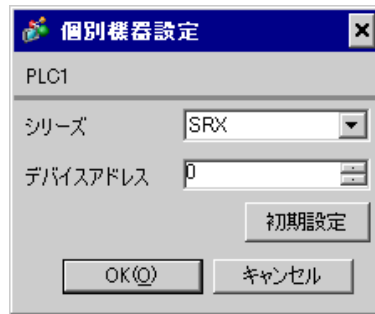 個別機器設定
PLC1
シリーズ SRX
デバイスアドレス 0
初期設定
OK(O) キャンセル